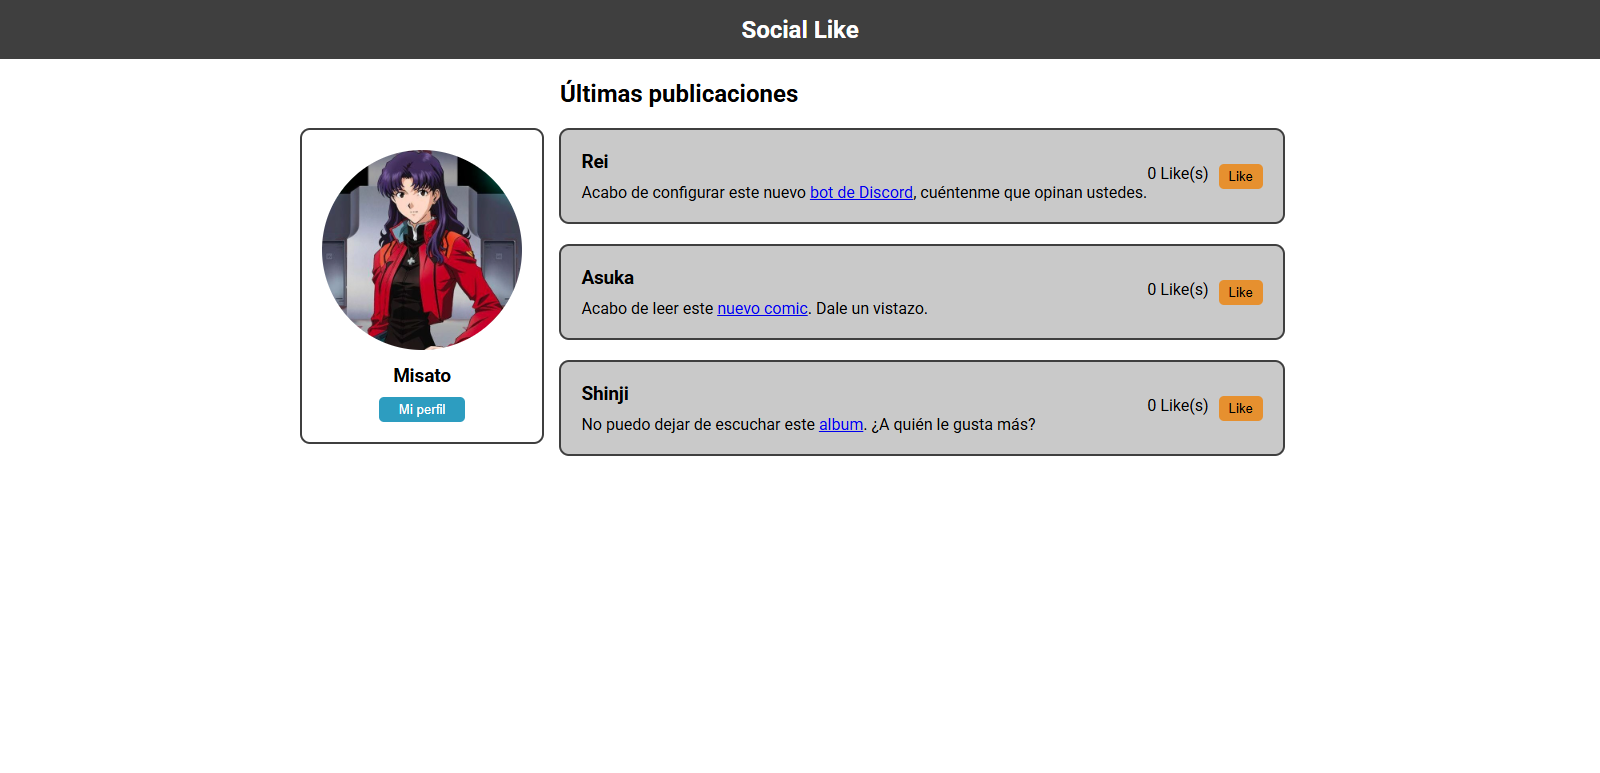 Social Like
Últimas publicaciones
Misato
Mi perfil
Rei
Acabo de configurar este nuevo bot de Discord, cuéntenme que opinan ustedes.
0 Like(s) Like
Asuka
Acabo de leer este nuevo comic. Dale un vistazo.
0 Like(s) Like
Shinji
No puedo dejar de escuchar este album. ¿A quién le gusta más?
0 Like(s) Like